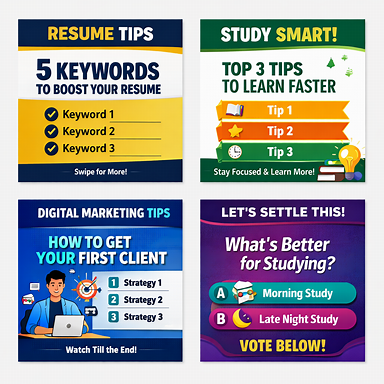 RESUME TIPS
5 KEYWORDS
TO BOOST YOUR RESUME
Keyword 1
Keyword 2
Keyword 3
Swipe for More!
STUDY SMART!
TOP 3 TIPS
TO LEARN FASTER
Tip 1
Tip 2
Tip 3
Stay Focused & Learn More!
DIGITAL MARKETING TIPS
HOW TO GET
YOUR FIRST CLIENT
1 Strategy 1
2 Strategy 2
3 Strategy 3
Watch Till the End!
LET'S SETTLE THIS!
What's Better
for Studying?
A Morning Study
B Late Night Study
VOTE BELOW!